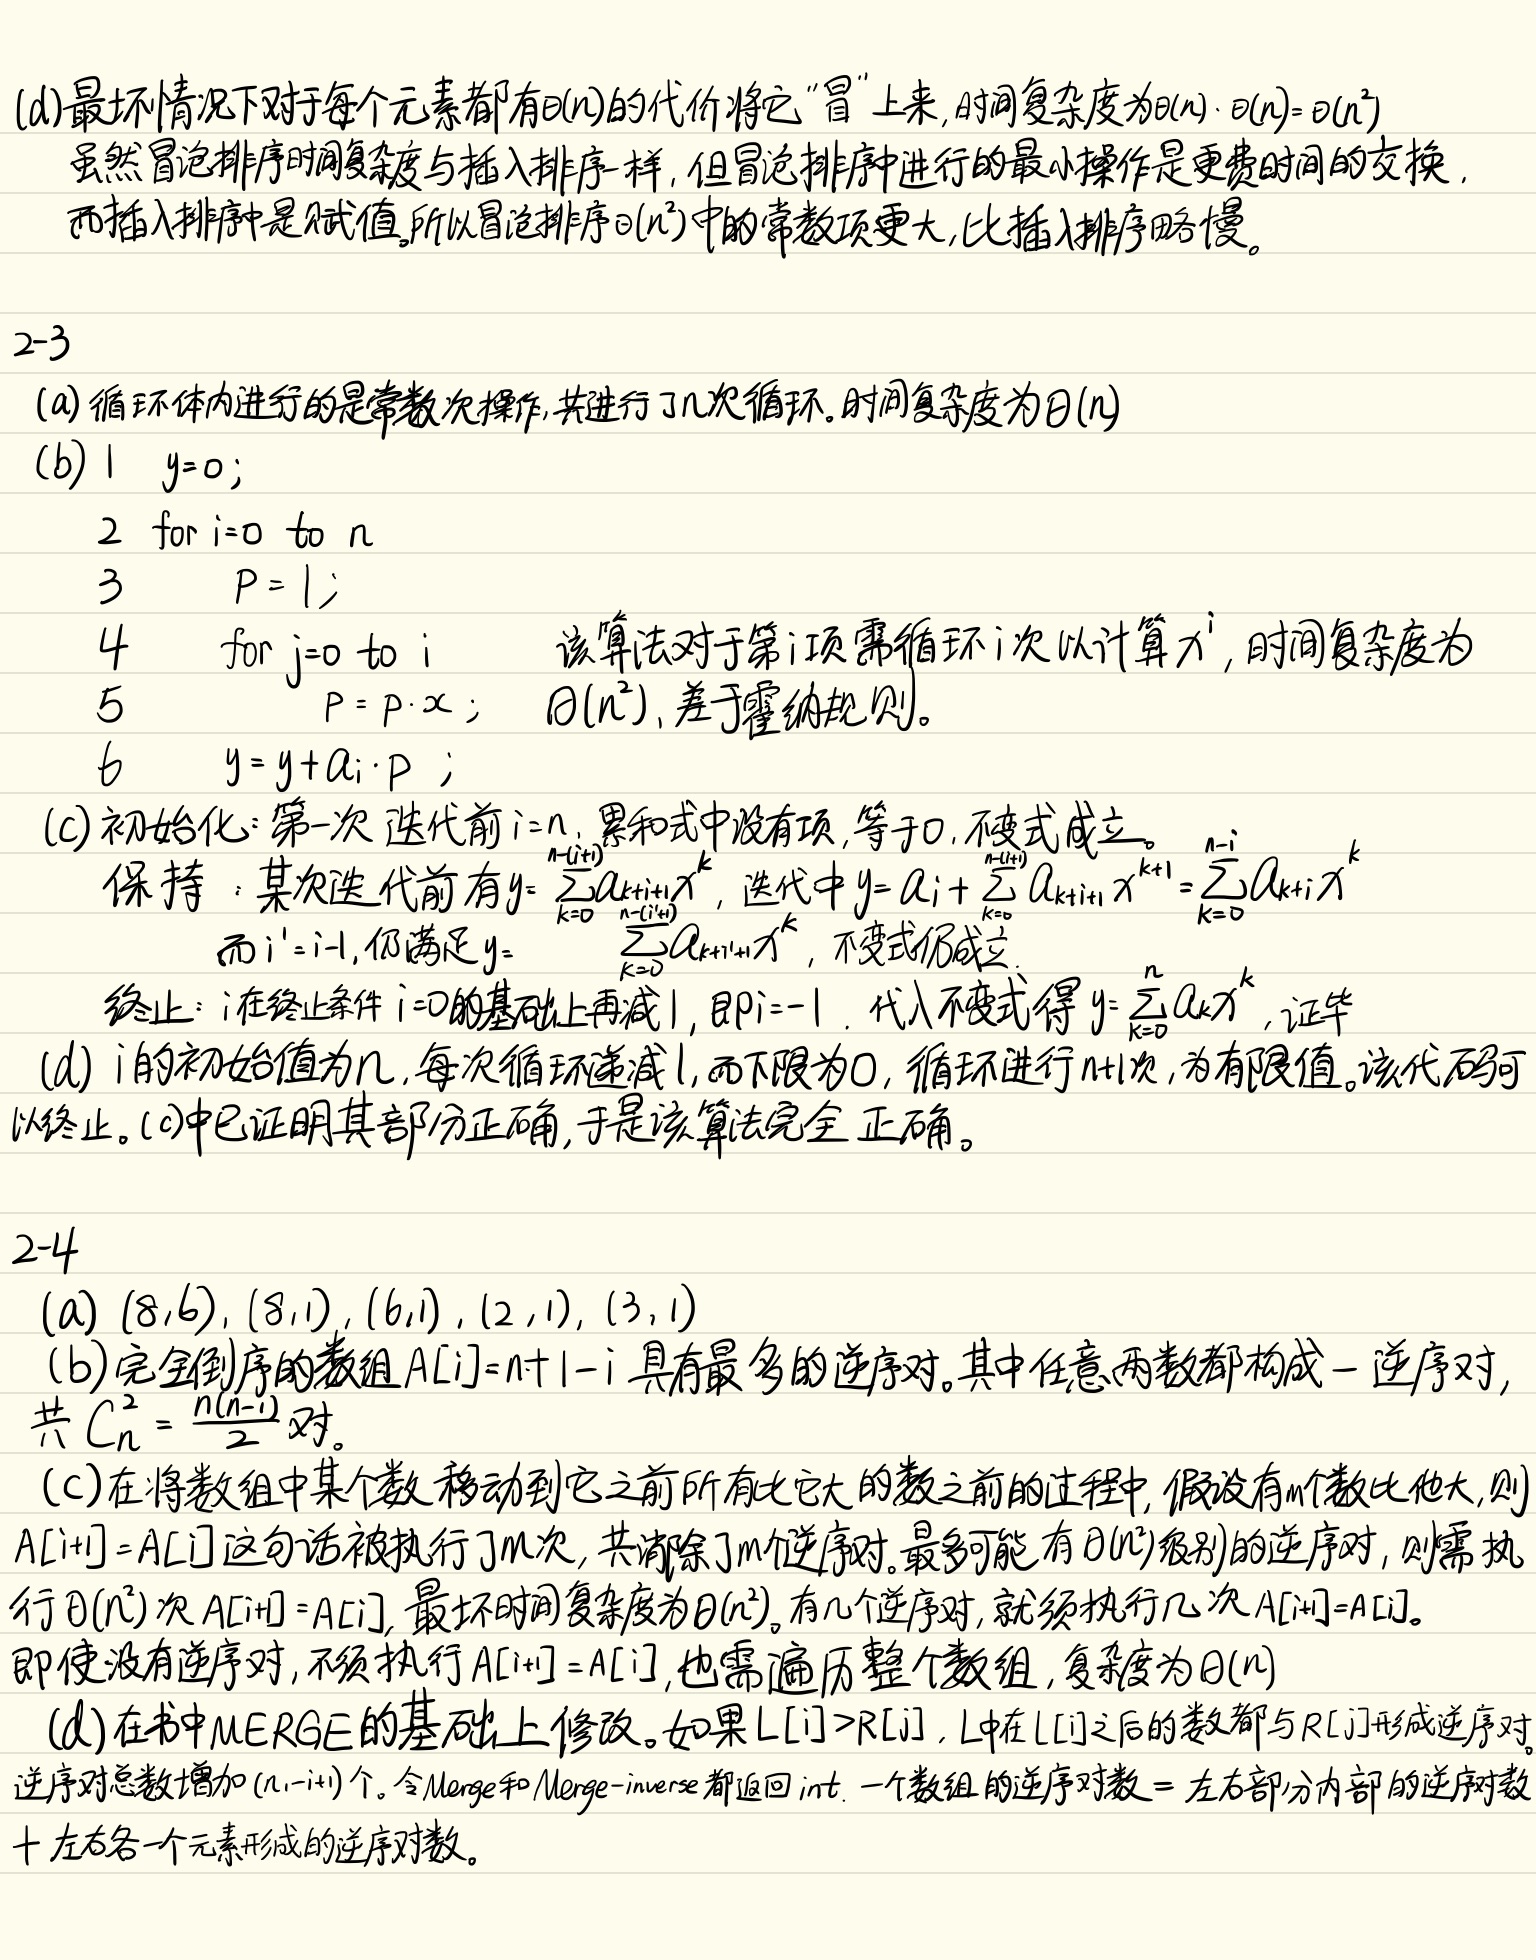 (d)最坏情况下对于每个元素都有Θ(n)的代价将它“冒”上来,时间复杂度为Θ(n)·Θ(n)=Θ(n²)
虽然冒泡排序时间复杂度与插入排序一样,但冒泡排序中进行的最小操作是更费时间的交换,
而插入排序中是赋值。所以冒泡排序Θ(n²)中的常数项更大,比插入排序略慢。
2-3
(a)循环体内进行的是常数次操作,共进行了n次循环。时间复杂度为Θ(n)
(b) 1 y=0;
2 for i=0 to n
3 P=1;
4 for j=0 to i 该算法对于第i项需循环i次以计算xⁱ,时间复杂度为
5 P=p·x; Θ(n²),差于霍纳规则。
6 y=y+aᵢ·p ;
(c)初始化:第一次迭代前i=n,累和式中没有项,等于0,不变式成立。
保持:某次迭代前有y=∑_{k=0}^{n-(i+1)} a_{k+i+1}x^k, 迭代中y=a_i+∑_{k=0}^{n-(i+1)} a_{k+i+1}x^{k+1}=∑_{k=0}^{n-i} a_{k+i}x^k
而i'=i-1,仍满足y=∑_{k=0}^{n-(i'+1)} a_{k+i'+1}x^k, 不变式仍成立.
终止:i在终止条件i=0的基础上再减1,即i=-1. 代入不变式得y=∑_{k=0}^{n} a_k x^k,证毕
(d) i的初始值为n,每次循环递减1,而下限为0,循环进行n+1次,为有限值。该代码可
以终止。(c)中已证明其部分正确,于是该算法完全正确。
2-4
(a) (8,6),(8,1),(6,1),(2,1),(3,1)
(b)完全倒序的数组A[i]=n+1-i具有最多的逆序对。其中任意两数都构成一逆序对,
共C_n^2=n(n-1)/2对。
(c)在将数组中某个数移动到它之前所有比它大的数之前的过程中,假设有m个数比他大,则
A[i+1]=A[i]这句话被执行了m次,共消除了m个逆序对。最多可能有Θ(n²)级别的逆序对,则需执
行Θ(n²)次A[i+1]=A[i],最坏时间复杂度为Θ(n²)。有几个逆序对,就须执行几次A[i+1]=A[i]。
即使没有逆序对,不须执行A[i+1]=A[i],也需遍历整个数组,复杂度为Θ(n)
(d)在书中MERGE的基础上修改。如果L[i]>R[j],L中在L[i]之后的数都与R[j]形成逆序对。
逆序对总数增加(n₁-i+1)个。令Merge和Merge-inverse都返回int. 一个数组的逆序对数=左右部分内部的逆序对数
+左右各一个元素形成的逆序对数。